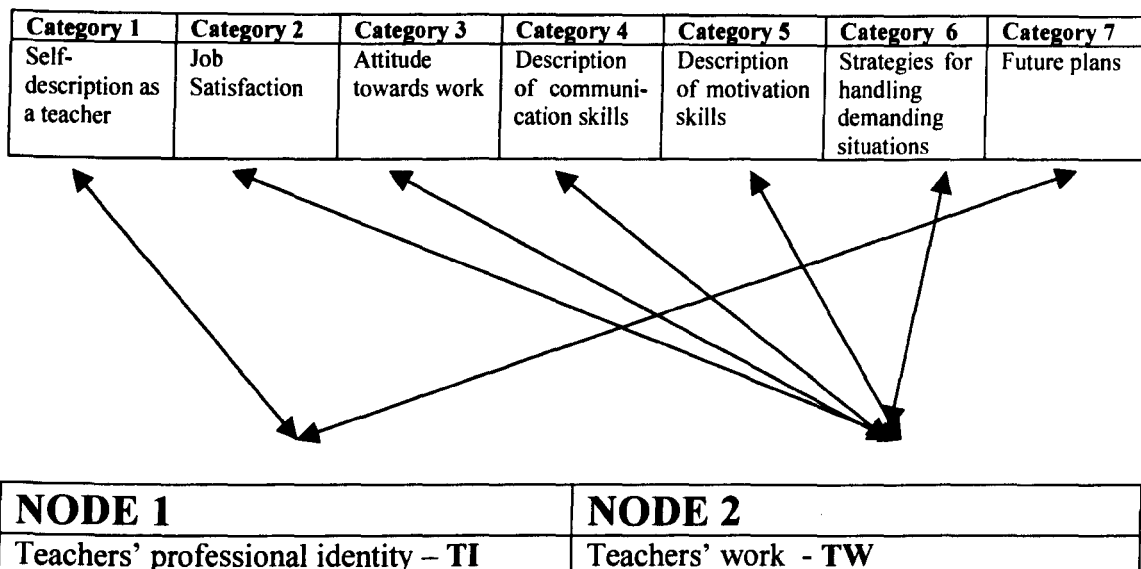 Category 1 Category 2 Category 3 Category 4 Category 5 Category 6 Category 7
Self-
description as
a teacher
Job
Satisfaction
Attitude
towards work
Description
of communi-
cation skills
Description
of motivation
skills
Strategies for
handling
demanding
situations
Future plans
NODE 1
NODE 2
Teachers' professional identity – TI
Teachers' work - TW